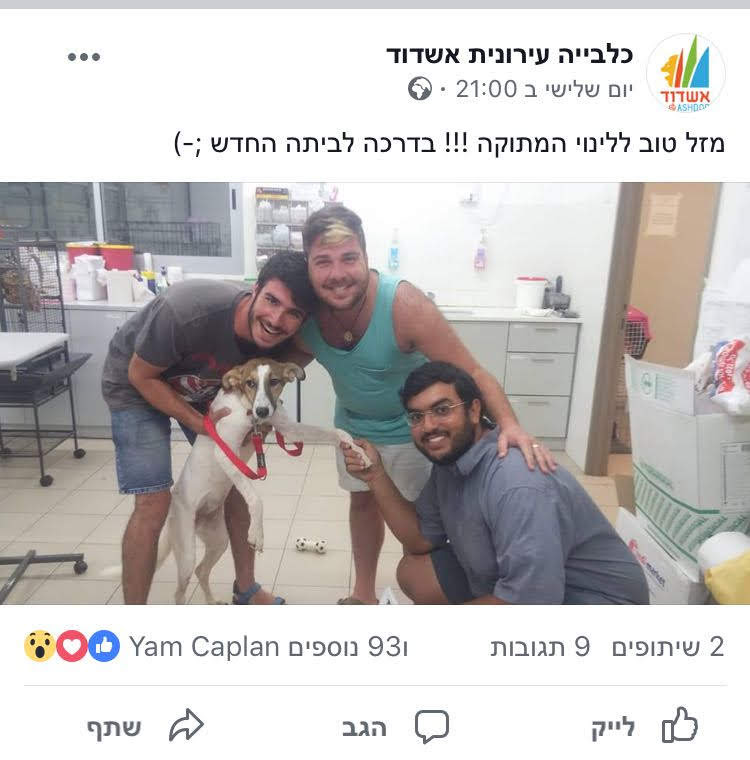 כלבייה עירונית אשדוד
יום שלישי ב 21:00 ·
אשדוד
ASHDOD
מזל טוב ללינוי המתוקה !!! בדרכה לביתה החדש ;-)
Yam Caplan ו93 נוספים
9 תגובות
2 שיתופים
לייק
הגב
שתף